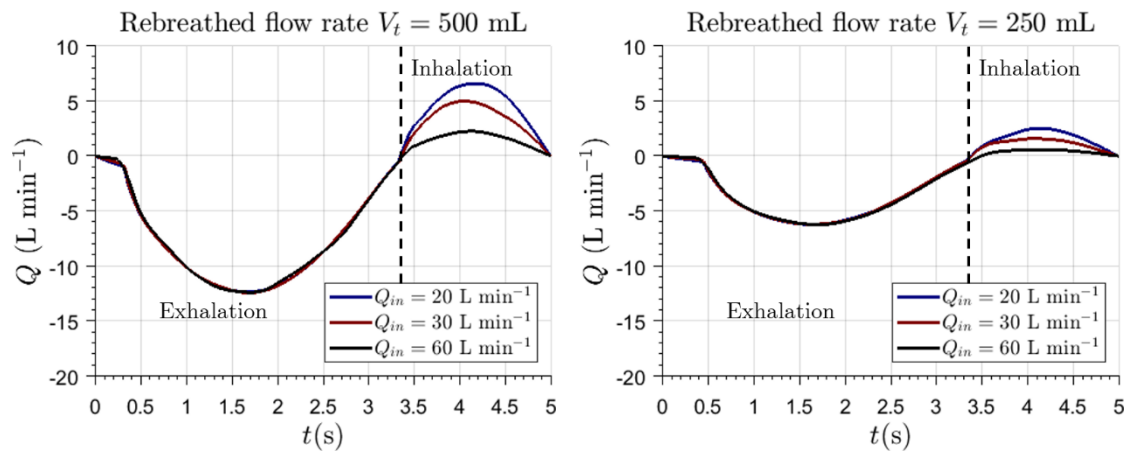 Rebreathed flow rate V_t = 500 mL
10
Inhalation
5
0
-5
-10
-15
-20
Q (L min⁻¹)
Exhalation
Q_in = 20 L min⁻¹
Q_in = 30 L min⁻¹
Q_in = 60 L min⁻¹
0 0.5 1 1.5 2 2.5 3 3.5 4 4.5 5
t(s)
Rebreathed flow rate V_t = 250 mL
10
Inhalation
5
0
-5
-10
-15
-20
Q (L min⁻¹)
Exhalation
Q_in = 20 L min⁻¹
Q_in = 30 L min⁻¹
Q_in = 60 L min⁻¹
0 0.5 1 1.5 2 2.5 3 3.5 4 4.5 5
t(s)